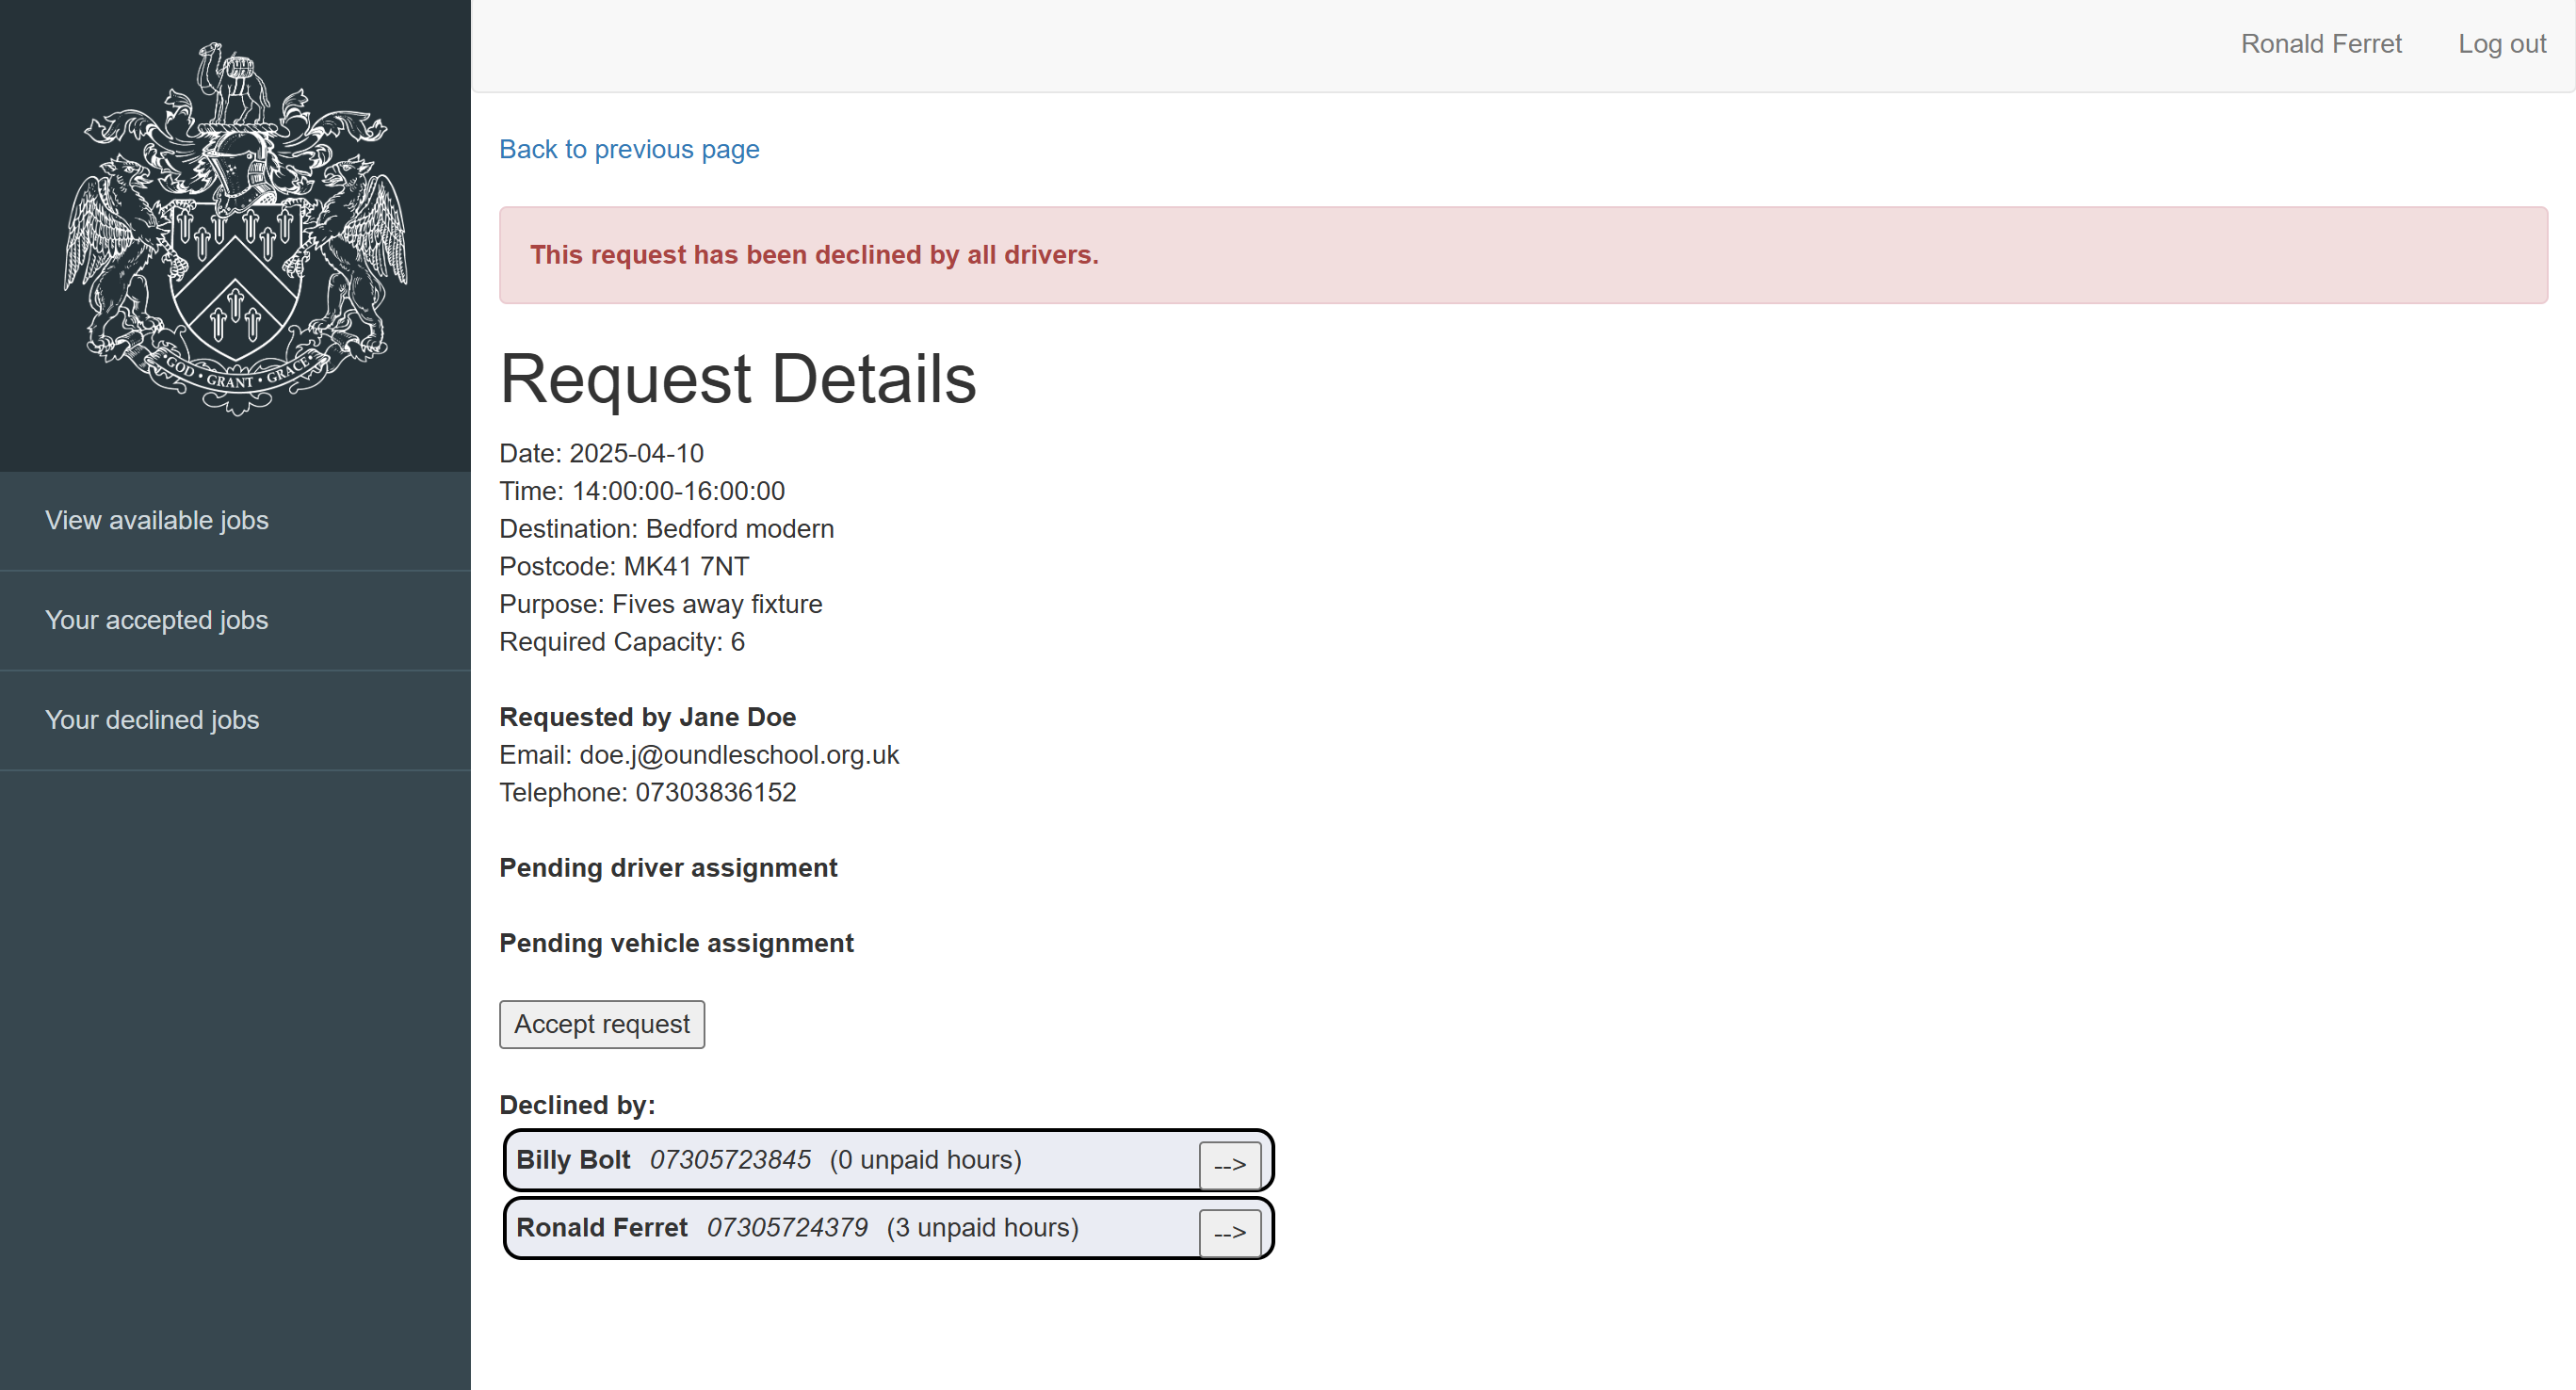 Ronald Ferret Log out
GOD • GRANT • GRACE
View available jobs
Your accepted jobs
Your declined jobs
Back to previous page
This request has been declined by all drivers.
Request Details
Date: 2025-04-10
Time: 14:00:00-16:00:00
Destination: Bedford modern
Postcode: MK41 7NT
Purpose: Fives away fixture
Required Capacity: 6
Requested by Jane Doe
Email: doe.j@oundleschool.org.uk
Telephone: 07303836152
Pending driver assignment
Pending vehicle assignment
Accept request
Declined by:
Billy Bolt 07305723845 (0 unpaid hours) -->
Ronald Ferret 07305724379 (3 unpaid hours) -->